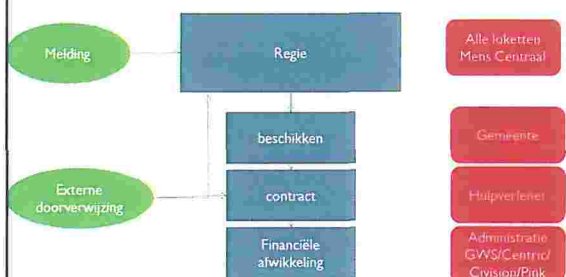 Melding
Regie
Alle loketten
Mens Centraal
beschikken
Gemeente
Externe
doorverwijzing
contract
Hulpverlener
Financiële
afwikkeling
Administratie
GWS/Centric/
Civision/Pink